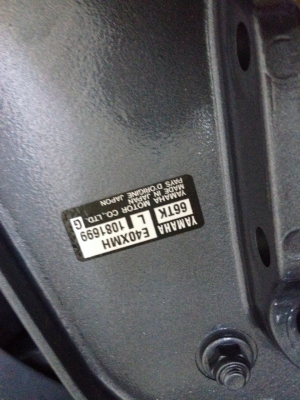 YAMAHA E40XMH
66TK L 1081699
G
YAMAHA MOTOR CO., LTD.
MADE IN JAPAN
PAYS D'ORIGINE JAPON